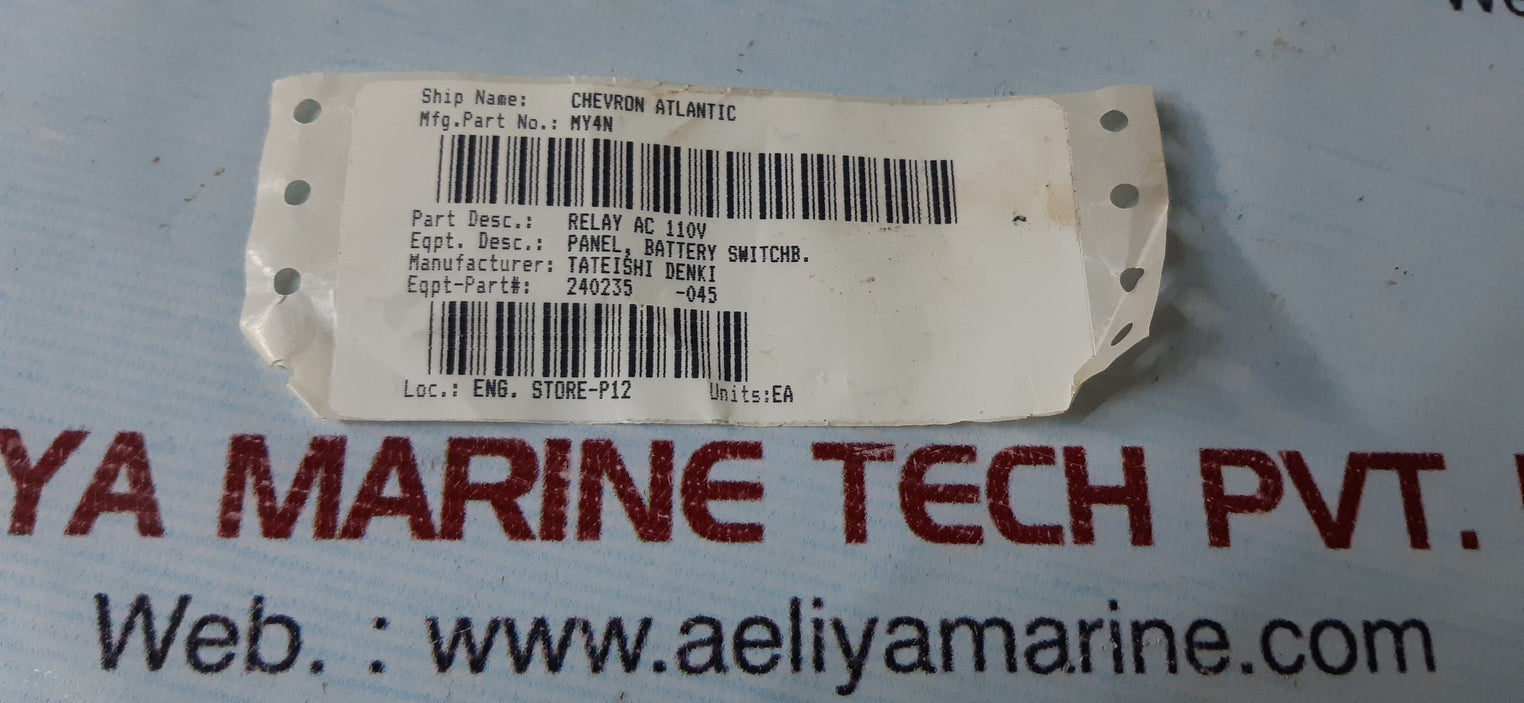 Ship Name: CHEVRON ATLANTIC
Mfg.Part No.: MY4N
Part Desc.: RELAY AC 110V
Eqpt. Desc.: PANEL, BATTERY SWITCHB.
Manufacturer: TATEISHI DENKI
Eqpt-Part#: 240235 -045
Loc.: ENG. STORE-P12 Units:EA
YA MARINE TECH PVT.
Web. : www.aeliyamarine.com